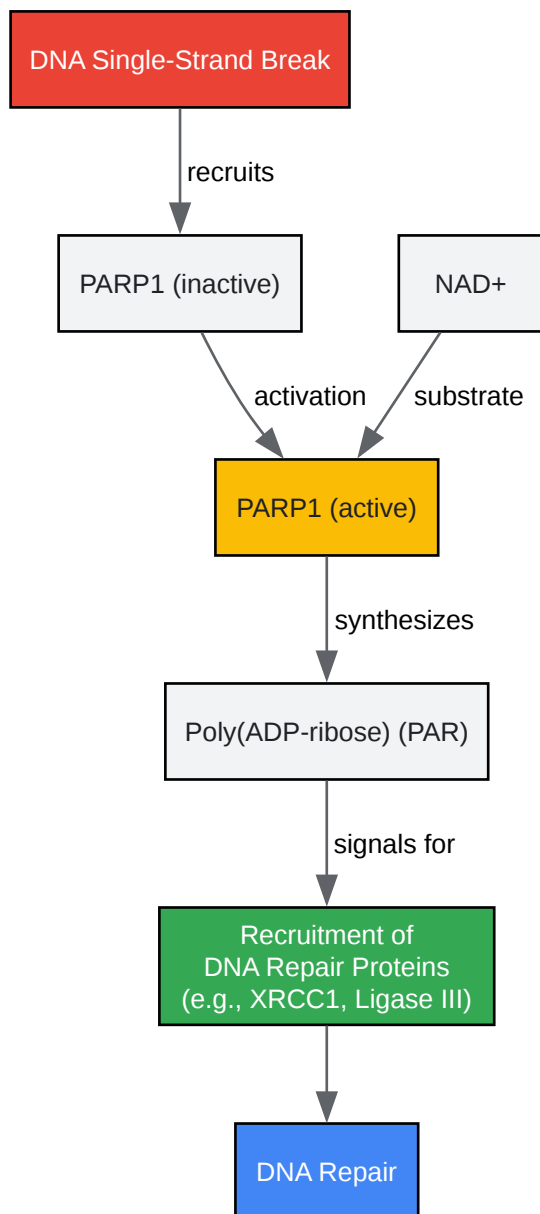 DNA Single-Strand Break
recruits
PARP1 (inactive)
NAD+
activation
substrate
PARP1 (active)
synthesizes
Poly(ADP-ribose) (PAR)
signals for
Recruitment of
DNA Repair Proteins
(e.g., XRCC1, Ligase III)
DNA Repair